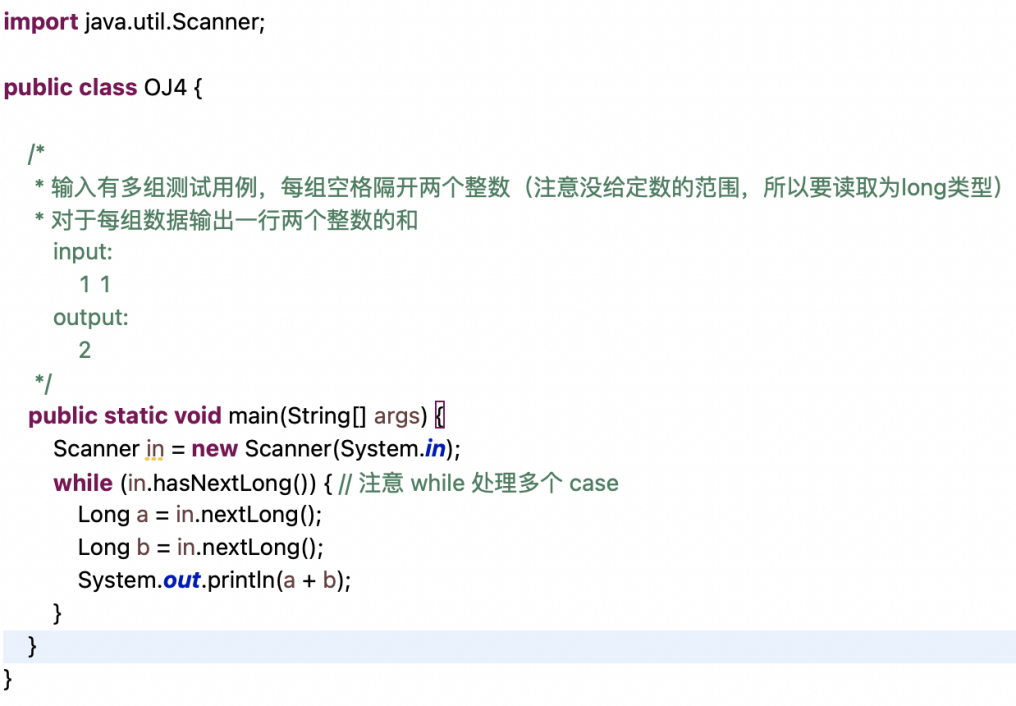 import java.util.Scanner;
public class OJ4 {
/*
* 输入有多组测试用例，每组空格隔开两个整数（注意没给定数的范围，所以要读取为long类型）
* 对于每组数据输出一行两个整数的和
input:
1 1
output:
2
*/
public static void main(String[] args) {
Scanner in = new Scanner(System.in);
while (in.hasNextLong()) { // 注意 while 处理多个 case
Long a = in.nextLong();
Long b = in.nextLong();
System.out.println(a + b);
}
}
}